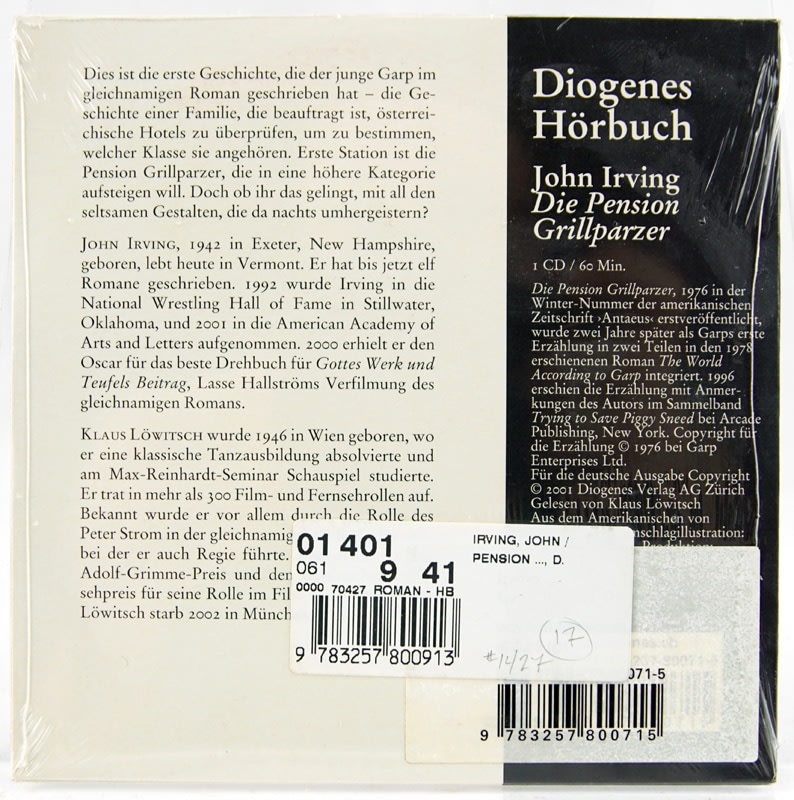 Dies ist die erste Geschichte, die der junge Garp im
gleichnamigen Roman geschrieben hat – die Ge-
schichte einer Familie, die beauftragt ist, österrei-
chische Hotels zu überprüfen, um zu bestimmen,
welcher Klasse sie angehören. Erste Station ist die
Pension Grillparzer, die in eine höhere Kategorie
aufsteigen will. Doch ob ihr das gelingt, mit all den
seltsamen Gestalten, die da nachts umhergeistern?
JOHN IRVING, 1942 in Exeter, New Hampshire,
geboren, lebt heute in Vermont. Er hat bis jetzt elf
Romane geschrieben. 1992 wurde Irving in die
National Wrestling Hall of Fame in Stillwater,
Oklahoma, und 2001 in die American Academy of
Arts and Letters aufgenommen. 2000 erhielt er den
Oscar für das beste Drehbuch für Gottes Werk und
Teufels Beitrag, Lasse Hallströms Verfilmung des
gleichnamigen Romans.
KLAUS LÖWITSCH wurde 1946 in Wien geboren, wo
er eine klassische Tanzausbildung absolvierte und
am Max-Reinhardt-Seminar Schauspiel studierte.
Er trat in mehr als 300 Film- und Fernsehrollen auf.
Bekannt wurde er vor allem durch die Rolle des
Peter Strom in der gleichnamig
bei der er auch Regie führte.
Adolf-Grimme-Preis und den
sehpreis für seine Rolle im Fil
Löwitsch starb 2002 in Münch
Diogenes
Hörbuch
John Irving
Die Pension
Grillparzer
1 CD / 60 Min.
Die Pension Grillparzer, 1976 in der
Winter-Nummer der amerikanischen
Zeitschrift ›Antaeus‹ erstveröffentlicht,
wurde zwei Jahre später als Garps erste
Erzählung in zwei Teilen in den 1978
erschienenen Roman The World
According to Garp integriert. 1996
erschien die Erzählung mit Anmer-
kungen des Autors im Sammelband
Trying to Save Piggy Sneed bei Arcade
Publishing, New York. Copyright für
die Erzählung © 1976 bei Garp
Enterprises Ltd.
Für die deutsche Ausgabe Copyright
© 2001 Diogenes Verlag AG Zürich
Gelesen von Klaus Löwitsch
Aus dem Amerikanischen von
nschlagillustration:
Produktion:
01 401
061 9 41
0000 70427 ROMAN - HB
9 783257 800913
IRVING, JOHN /
PENSION ..., D.
#14/27 17
071-5
9 783257 800715